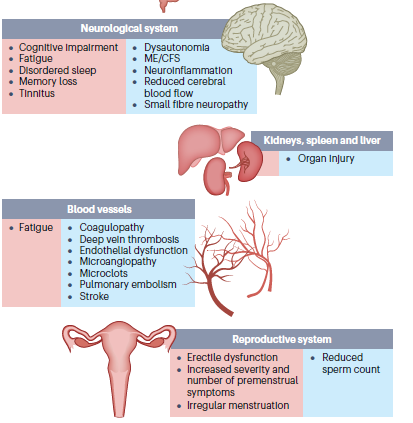 Neurological system
• Cognitive impairment
• Fatigue
• Disordered sleep
• Memory loss
• Tinnitus
• Dysautonomia
• ME/CFS
• Neuroinflammation
• Reduced cerebral
blood flow
• Small fibre neuropathy
Kidneys, spleen and liver
• Organ injury
Blood vessels
• Fatigue
• Coagulopathy
• Deep vein thrombosis
• Endothelial dysfunction
• Microangiopathy
• Microclots
• Pulmonary embolism
• Stroke
Reproductive system
• Erectile dysfunction
• Increased severity and
number of premenstrual
symptoms
• Irregular menstruation
• Reduced
sperm count